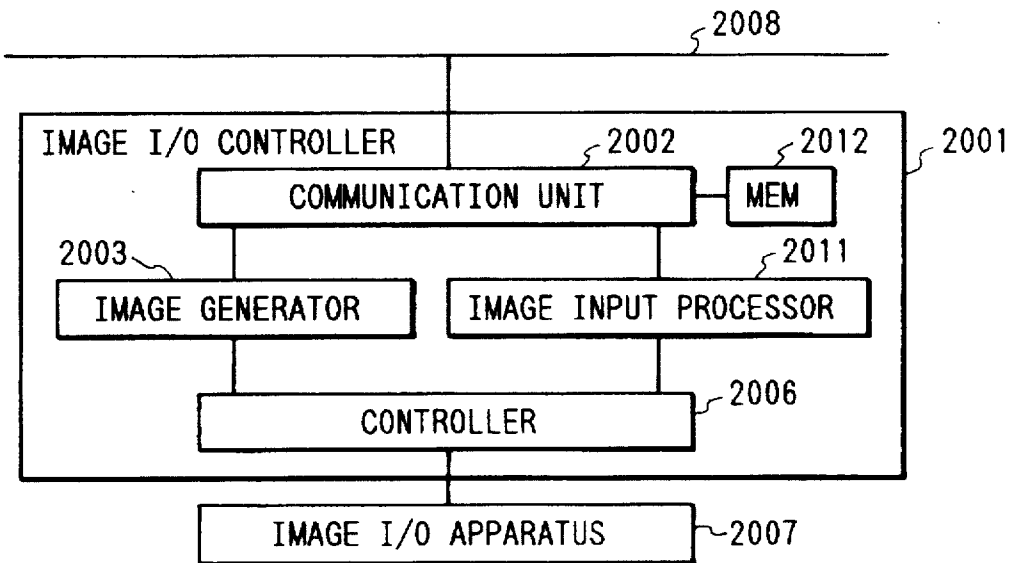 2008
IMAGE I/O CONTROLLER
2002
2012
2001
COMMUNICATION UNIT
MEM
2003
2011
IMAGE GENERATOR
IMAGE INPUT PROCESSOR
2006
CONTROLLER
IMAGE I/O APPARATUS
2007